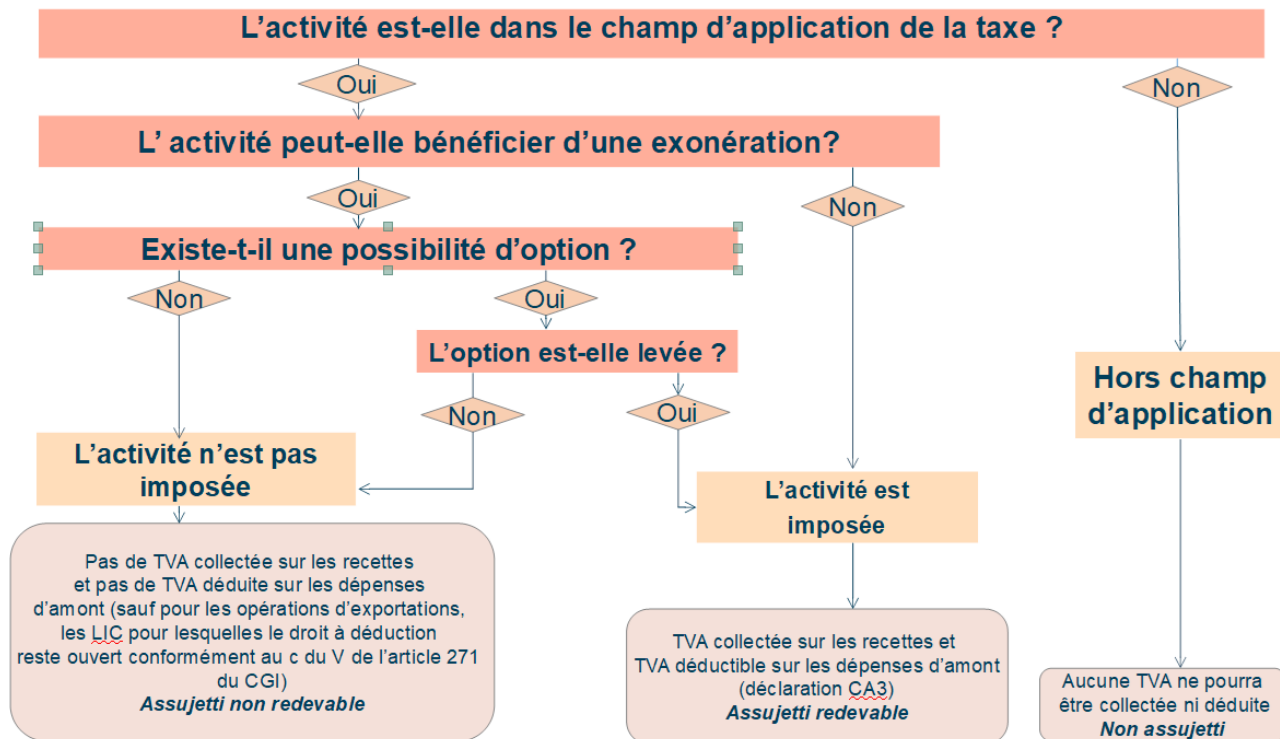 L’activité est-elle dans le champ d’application de la taxe ?
Oui
Non
L’ activité peut-elle bénéficier d’une exonération?
Oui
Non
Existe-t-il une possibilité d’option ?
Non
Oui
L’option est-elle levée ?
Non
Oui
Hors champ
d’application
L’activité n’est pas
imposée
L’activité est
imposée
Pas de TVA collectée sur les recettes
et pas de TVA déduite sur les dépenses
d’amont (sauf pour les opérations d’exportations,
les LIC pour lesquelles le droit à déduction
reste ouvert conformément au c du V de l’article 271
du CGI)
Assujetti non redevable
TVA collectée sur les recettes et
TVA déductible sur les dépenses d’amont
(déclaration CA3)
Assujetti redevable
Aucune TVA ne pourra
être collectée ni déduite
Non assujetti